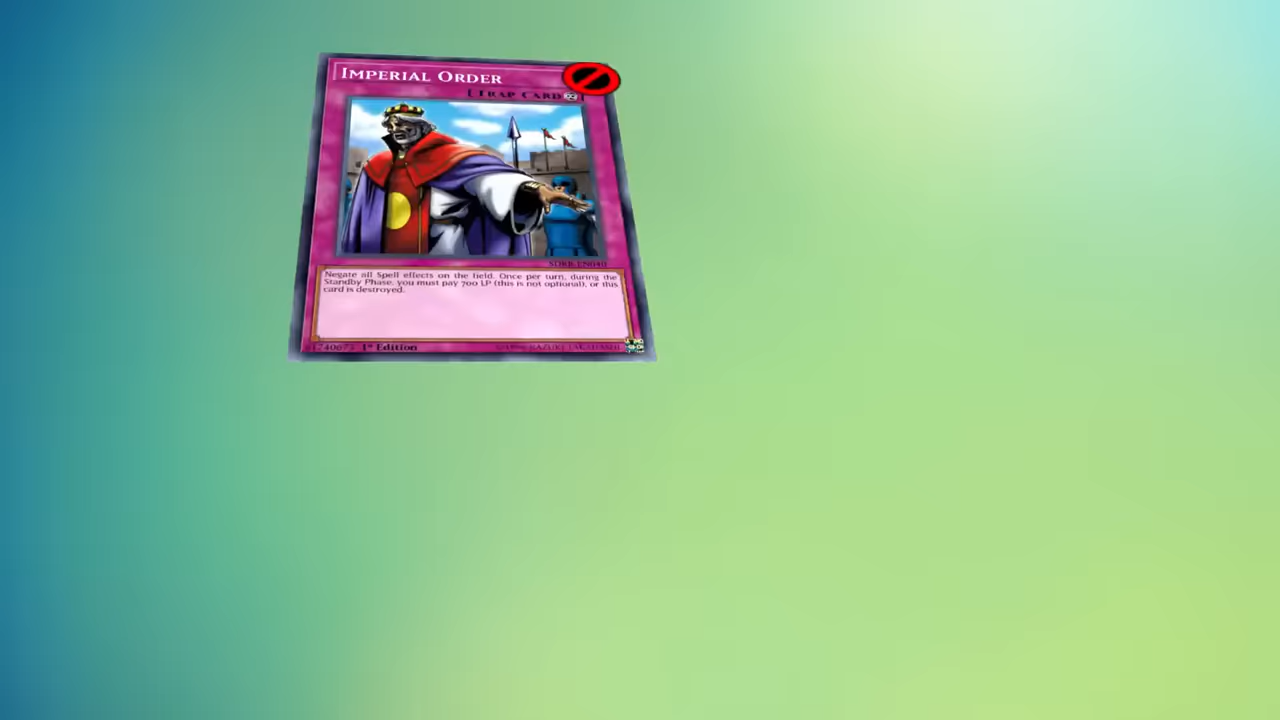 IMPERIAL ORDER
[TRAP CARD ]
SDRR-EN040
Negate all Spell effects on the field. Once per turn, during the
Standby Phase, you must pay 700 LP (this is not optional), or this
card is destroyed.
61740673 1st Edition